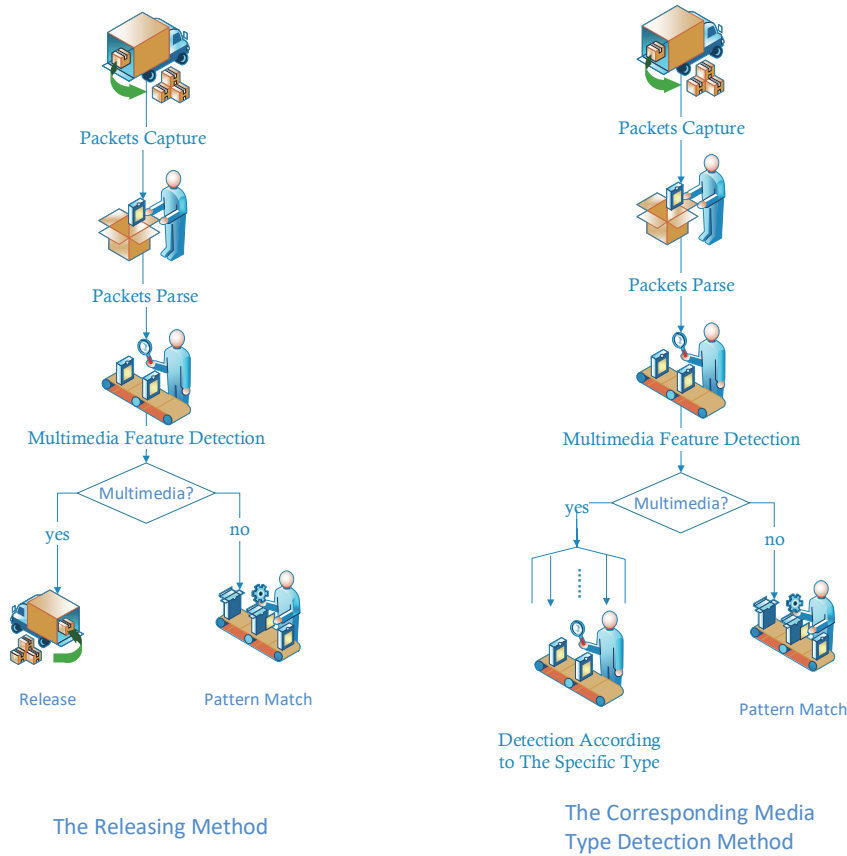 Packets Capture
Packets Parse
Multimedia Feature Detection
Multimedia?
yes
no
Release
Pattern Match
The Releasing Method
Packets Capture
Packets Parse
Multimedia Feature Detection
Multimedia?
yes
no
Pattern Match
Detection According
to The Specific Type
The Corresponding Media
Type Detection Method